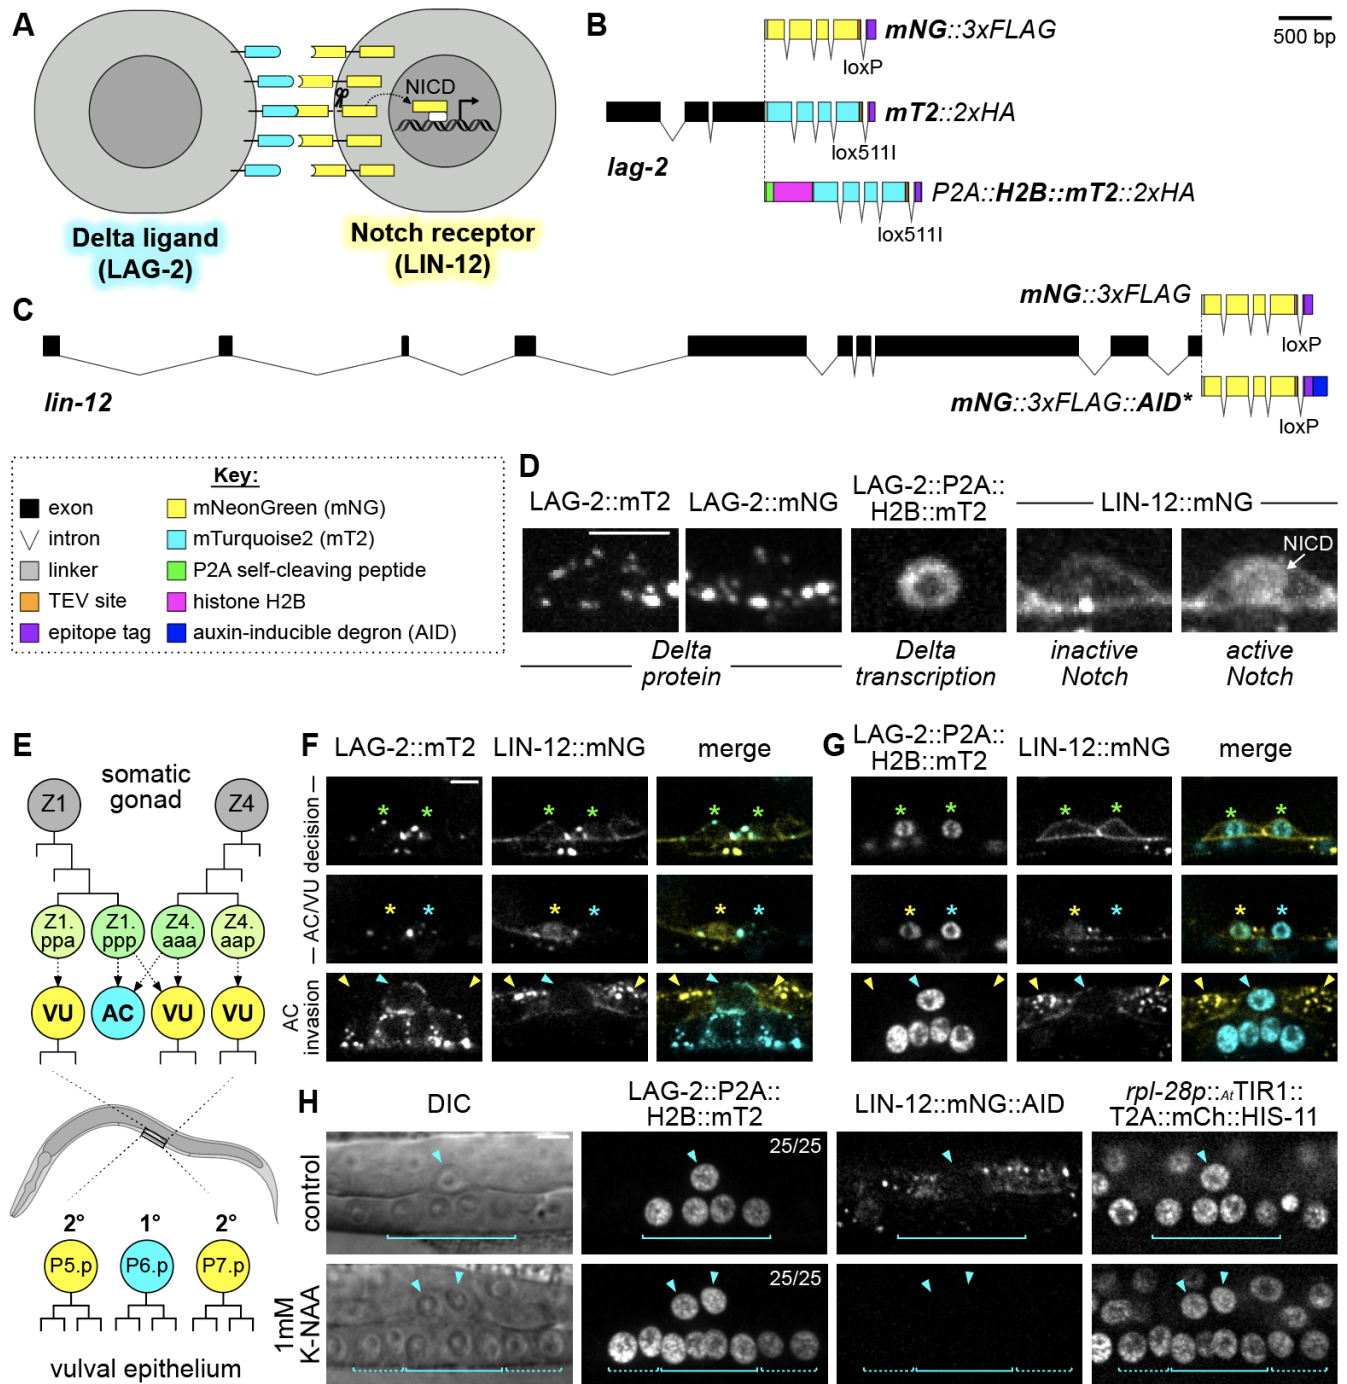 A
NICD
Delta ligand
(LAG-2)
Notch receptor
(LIN-12)
B
mNG::3xFLAG
500 bp
loxP
mT2::2xHA
lox511I
lag-2
P2A::H2B::mT2::2xHA
lox511I
C
mNG::3xFLAG
loxP
lin-12
mNG::3xFLAG::AID*
loxP
Key:
exon
intron
linker
TEV site
epitope tag
mNeonGreen (mNG)
mTurquoise2 (mT2)
P2A self-cleaving peptide
histone H2B
auxin-inducible degron (AID)
D
LAG-2::mT2
LAG-2::mNG
LAG-2::P2A::
H2B::mT2
LIN-12::mNG
NICD
Delta
protein
Delta
transcription
inactive
Notch
active
Notch
E
somatic
gonad
Z1
Z4
Z1.
ppa
Z1.
ppp
Z4.
aaa
Z4.
aap
VU
AC
VU
VU
2°
1°
2°
P5.p
P6.p
P7.p
vulval epithelium
F
LAG-2::mT2
LIN-12::mNG
merge
AC/VU decision
* *
* *
* *
* *
* *
* *
AC
invasion
G
LAG-2::P2A::
H2B::mT2
LIN-12::mNG
merge
* *
* *
* *
* *
* *
* *
H
DIC
LAG-2::P2A::
H2B::mT2
LIN-12::mNG::AID
rpl-28p::AtTIR1::
T2A::mCh::HIS-11
control
25/25
1mM
K-NAA
25/25